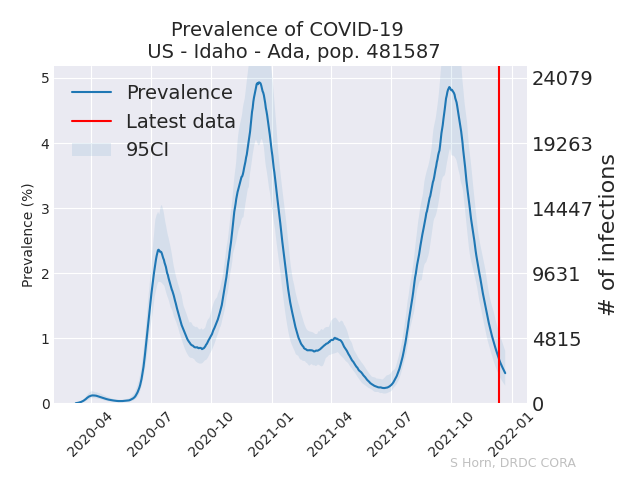 Prevalence of COVID-19
US - Idaho - Ada, pop. 481587
Prevalence
Latest data
95CI
Prevalence (%)
5
4
3
2
1
0
24079
19263
14447
9631
4815
0
# of infections
2020-04
2020-07
2020-10
2021-01
2021-04
2021-07
2021-10
2022-01
S Horn, DRDC CORA